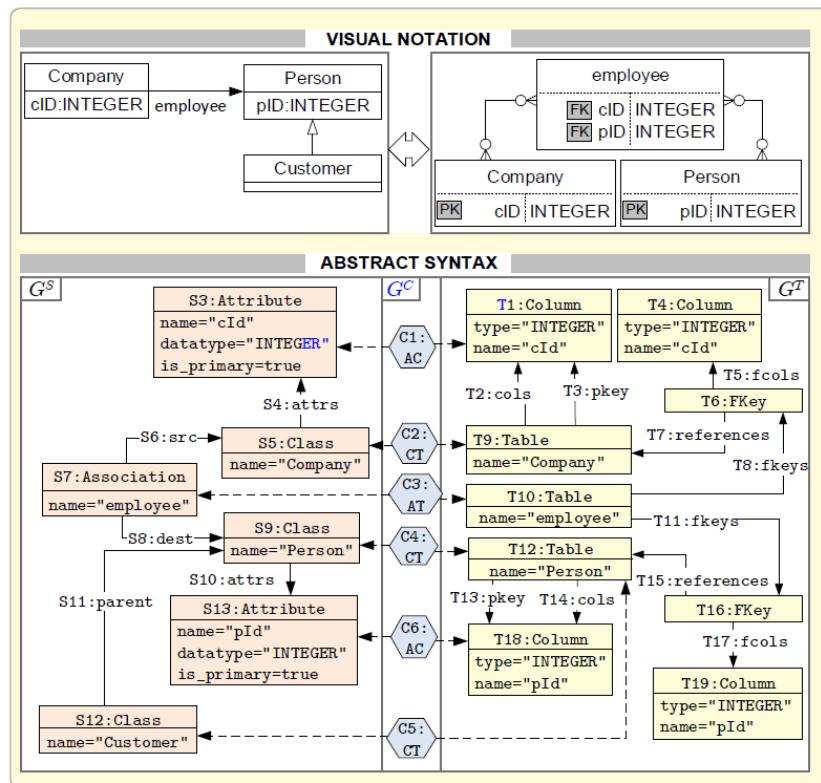 VISUAL NOTATION
Company
cID:INTEGER
employee
Person
pID:INTEGER
Customer
employee
FK cID INTEGER
FK pID INTEGER
Company
PK cID INTEGER
Person
PK pID INTEGER
ABSTRACT SYNTAX
G^S
G^C
G^T
S3:Attribute
name="cId"
datatype="INTEGER"
is_primary=true
C1:
AC
T1:Column
type="INTEGER"
name="cId"
T4:Column
type="INTEGER"
name="cId"
S4:attrs
T2:cols
T3:pkey
T5:fcols
T6:FKey
S6:src
S5:Class
name="Company"
C2:
CT
T9:Table
name="Company"
T7:references
T8:fkeys
S7:Association
name="employee"
C3:
AT
T10:Table
name="employee"
T11:fkeys
S8:dest
S9:Class
name="Person"
C4:
CT
T12:Table
name="Person"
T15:references
S10:attrs
S11:parent
T13:pkey
T14:cols
T16:FKey
S13:Attribute
name="pId"
datatype="INTEGER"
is_primary=true
C6:
AC
T18:Column
type="INTEGER"
name="pId"
T17:fcols
T19:Column
type="INTEGER"
name="pId"
S12:Class
name="Customer"
C5:
CT